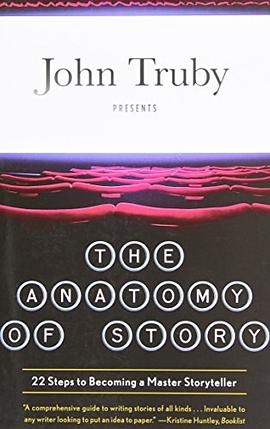 John Truby
PRESENTS
THE
ANATOMY
OF STORY
22 Steps to Becoming a Master Storyteller
"A comprehensive guide to writing stories of all kinds . . . Invaluable to
any writer looking to put an idea to paper." —Kristine Huntley, Booklist